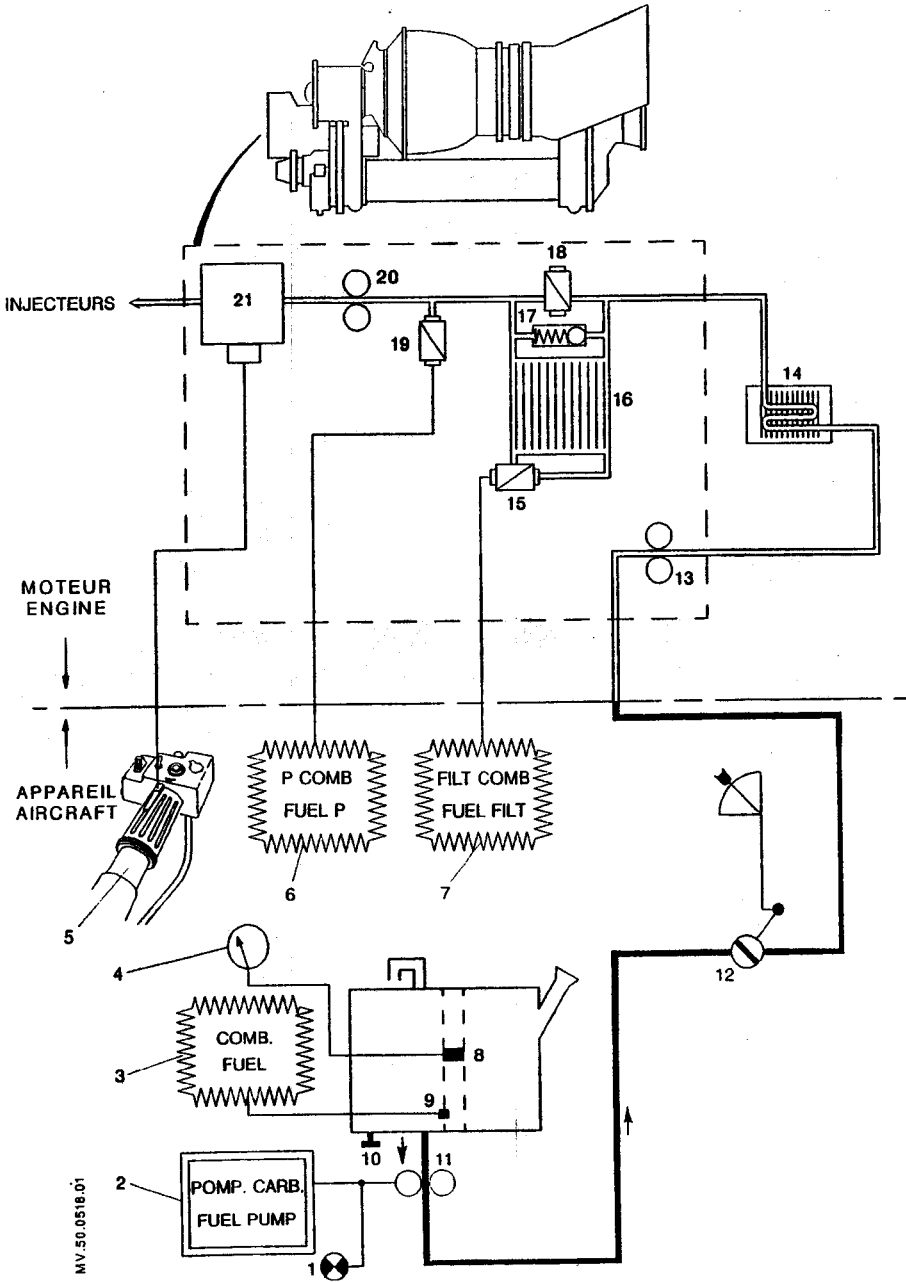 18
20
INJECTEURS
21
17
19
14
16
15
13
MOTEUR
ENGINE
APPAREIL
AIRCRAFT
P COMB
FUEL P
FILT COMB
FUEL FILT
6
7
5
4
12
COMB.
FUEL
3
8
9
10
11
2
POMP. CARB.
FUEL PUMP
1
MV.50.0518.01